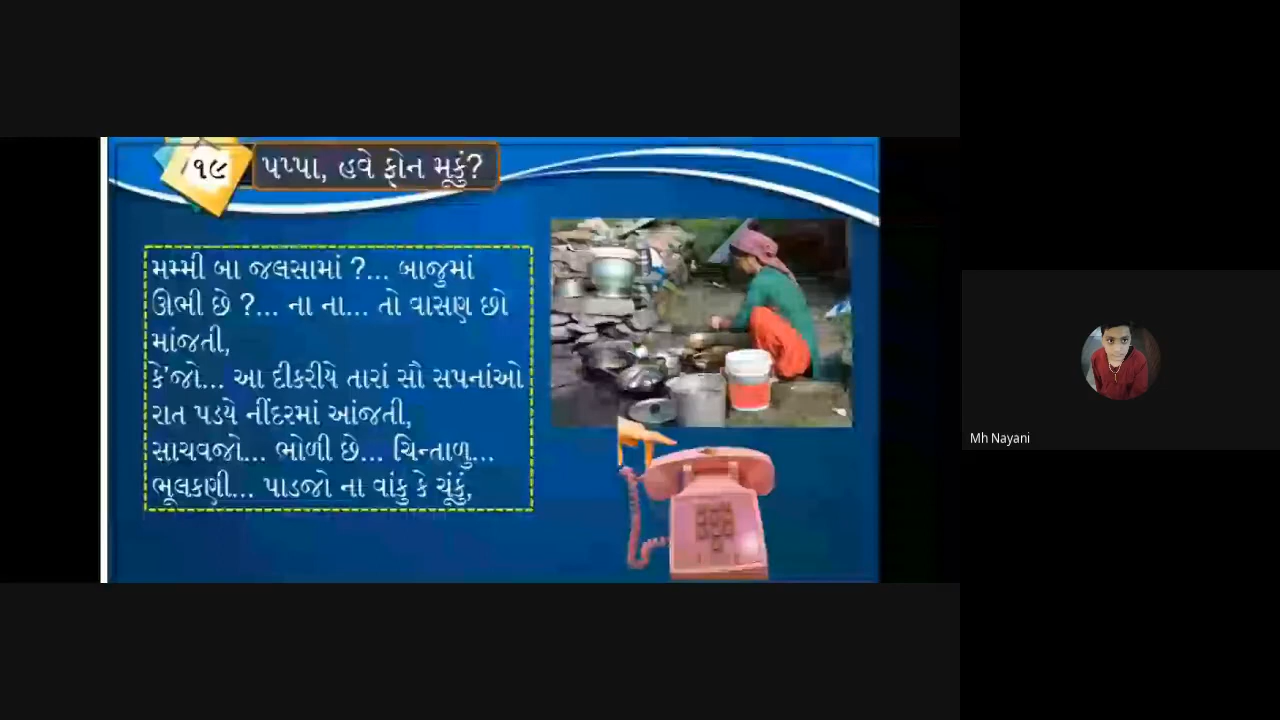 ૧૯
પપ્પા, હવે ફોન મૂકું?
મમ્મી બા જલસામાં ?... બાજુમાં
ઊભી છે ?... ના ના... તો વાસણ છો
માંજતી,
કે'જો... આ દીકરીયે તારાં સૌ સપનાંઓ
રાત પડયે નીંદરમાં આંજતી,
સાચવજો... ભોળી છે... ચિન્તાળુ...
ભૂલકણી... પાડજો ના વાંકુ કે ચૂંકું,
Mh Nayani